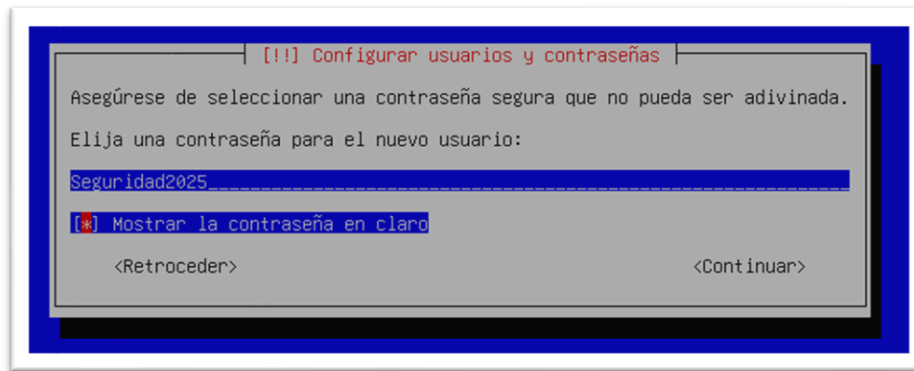 [!!] Configurar usuarios y contraseñas
Asegúrese de seleccionar una contraseña segura que no pueda ser adivinada.
Elija una contraseña para el nuevo usuario:
Seguridad2025_____________________________________________________________
[*] Mostrar la contraseña en claro
<Retroceder> <Continuar>